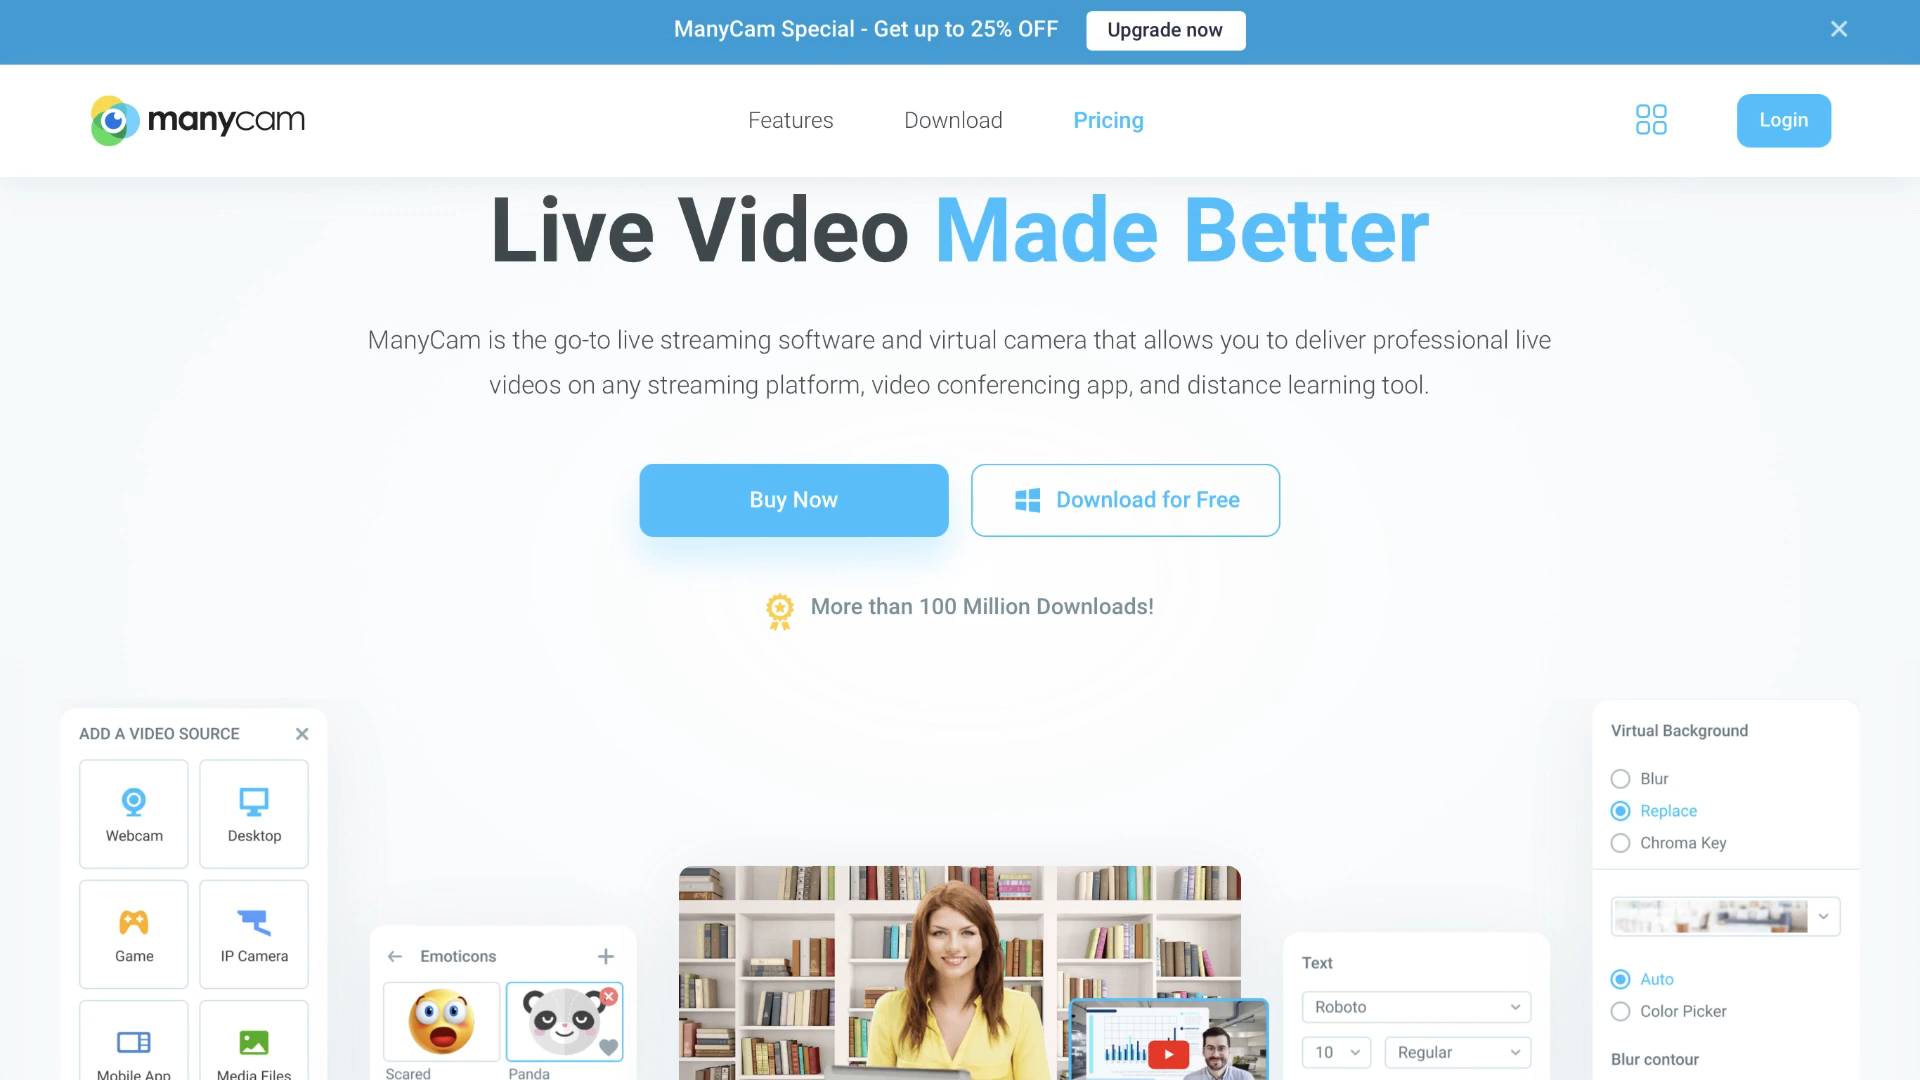 ManyCam Special - Get up to 25% OFF
Upgrade now
manycam
Features
Download
Pricing
Login
Live Video Made Better
ManyCam is the go-to live streaming software and virtual camera that allows you to deliver professional live
videos on any streaming platform, video conferencing app, and distance learning tool.
Buy Now
Download for Free
More than 100 Million Downloads!
ADD A VIDEO SOURCE
Webcam
Desktop
Game
IP Camera
Mobile App
Media Files
Emoticons
Scared
Panda
Text
Roboto
10
Regular
Virtual Background
Blur
Replace
Chroma Key
Auto
Color Picker
Blur contour